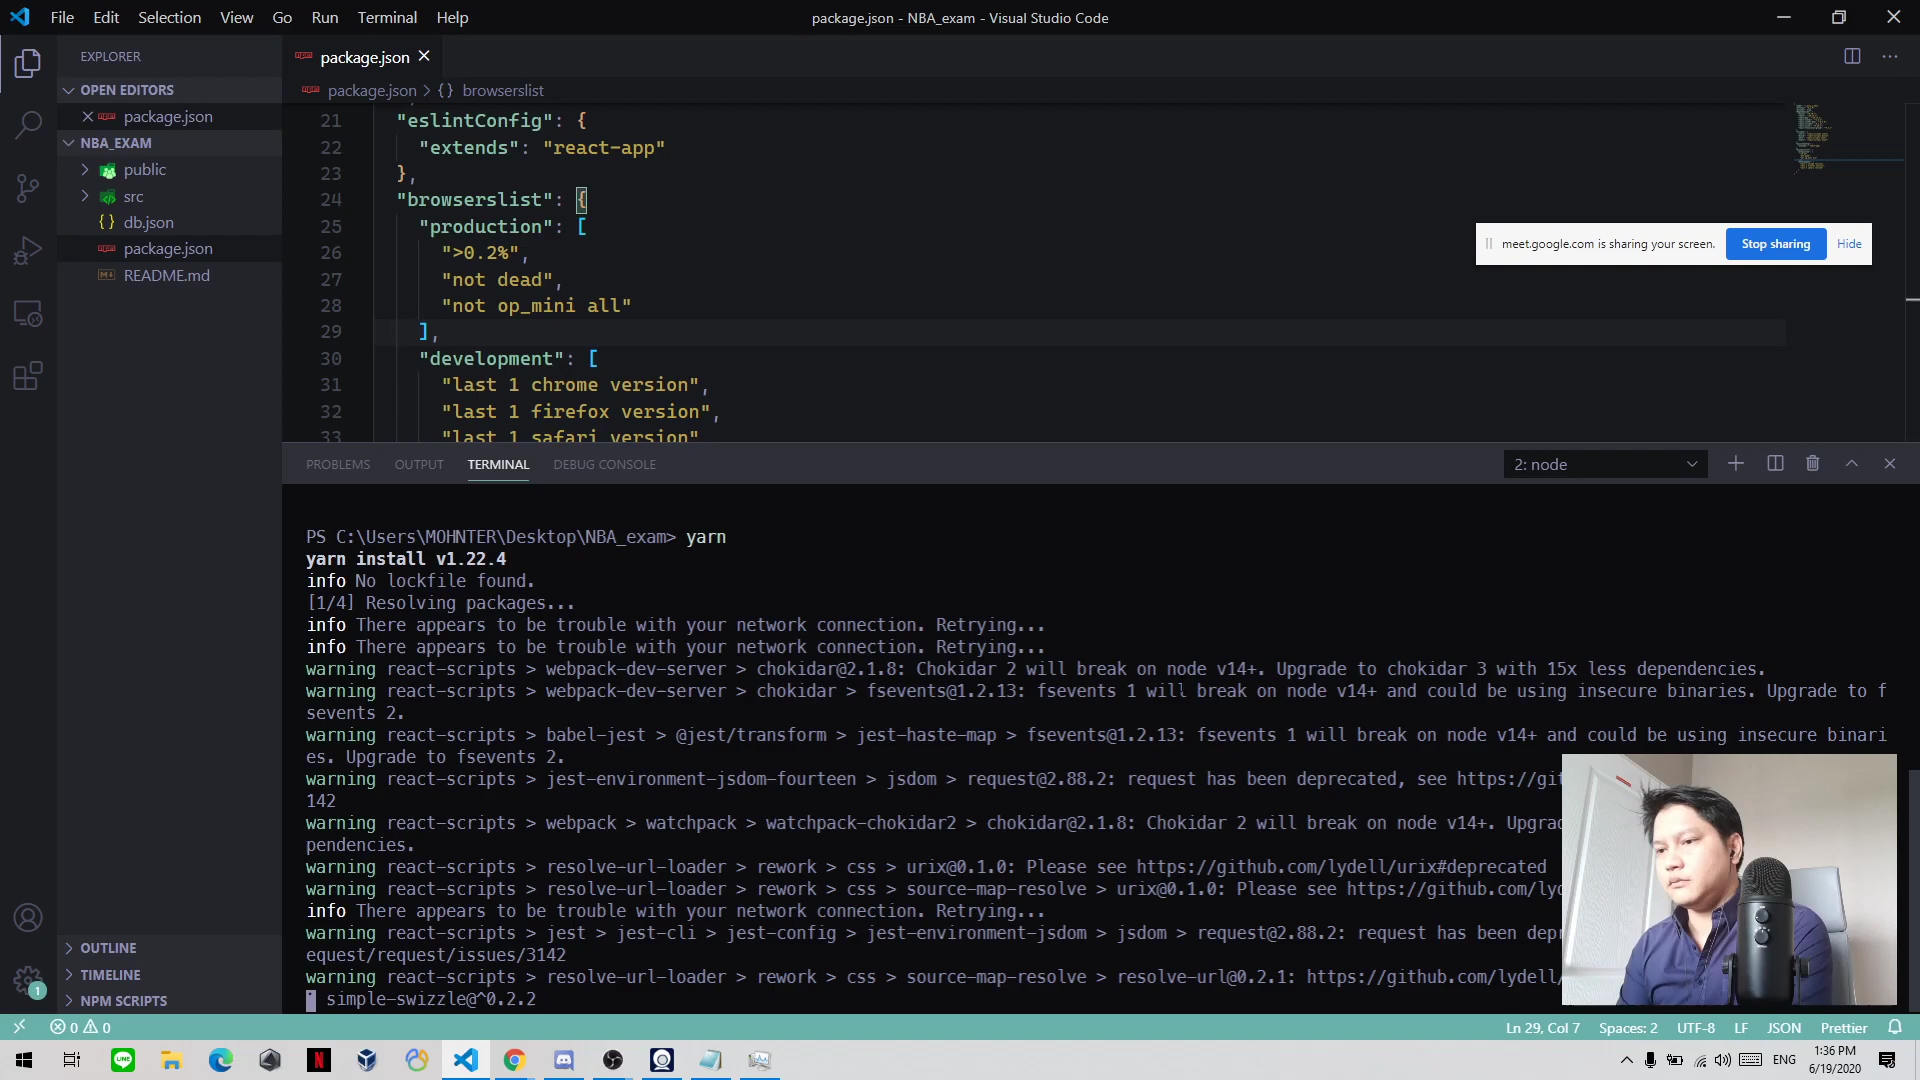 File Edit Selection View Go Run Terminal Help
package.json - NBA_exam - Visual Studio Code
EXPLORER
OPEN EDITORS
package.json
NBA_EXAM
public
src
db.json
package.json
README.md
OUTLINE
TIMELINE
NPM SCRIPTS
1
package.json
package.json > {} browserslist
21 "eslintConfig": {
22 "extends": "react-app"
23 },
24 "browserslist": {
25 "production": [
26 ">0.2%",
27 "not dead",
28 "not op_mini all"
29 ],
30 "development": [
31 "last 1 chrome version",
32 "last 1 firefox version",
33 "last 1 safari version"
meet.google.com is sharing your screen. Stop sharing Hide
PROBLEMS OUTPUT TERMINAL DEBUG CONSOLE 2: node
PS C:\Users\MOHNTER\Desktop\NBA_exam> yarn
yarn install v1.22.4
info No lockfile found.
[1/4] Resolving packages...
info There appears to be trouble with your network connection. Retrying...
info There appears to be trouble with your network connection. Retrying...
warning react-scripts > webpack-dev-server > chokidar@2.1.8: Chokidar 2 will break on node v14+. Upgrade to chokidar 3 with 15x less dependencies.
warning react-scripts > webpack-dev-server > chokidar > fsevents@1.2.13: fsevents 1 will break on node v14+ and could be using insecure binaries. Upgrade to f
sevents 2.
warning react-scripts > babel-jest > @jest/transform > jest-haste-map > fsevents@1.2.13: fsevents 1 will break on node v14+ and could be using insecure binari
es. Upgrade to fsevents 2.
warning react-scripts > jest-environment-jsdom-fourteen > jsdom > request@2.88.2: request has been deprecated, see https://git
142
warning react-scripts > webpack > watchpack > watchpack-chokidar2 > chokidar@2.1.8: Chokidar 2 will break on node v14+. Upgra
pendencies.
warning react-scripts > resolve-url-loader > rework > css > urix@0.1.0: Please see https://github.com/lydell/urix#deprecated
warning react-scripts > resolve-url-loader > rework > css > source-map-resolve > urix@0.1.0: Please see https://github.com/lyd
info There appears to be trouble with your network connection. Retrying...
warning react-scripts > jest > jest-cli > jest-config > jest-environment-jsdom > jsdom > request@2.88.2: request has been depr
equest/request/issues/3142
warning react-scripts > resolve-url-loader > rework > css > source-map-resolve > resolve-url@0.2.1: https://github.com/lydell/
simple-swizzle@^0.2.2
0 0 Ln 29, Col 7 Spaces: 2 UTF-8 LF JSON Prettier
ENG
1:36 PM
6/19/2020